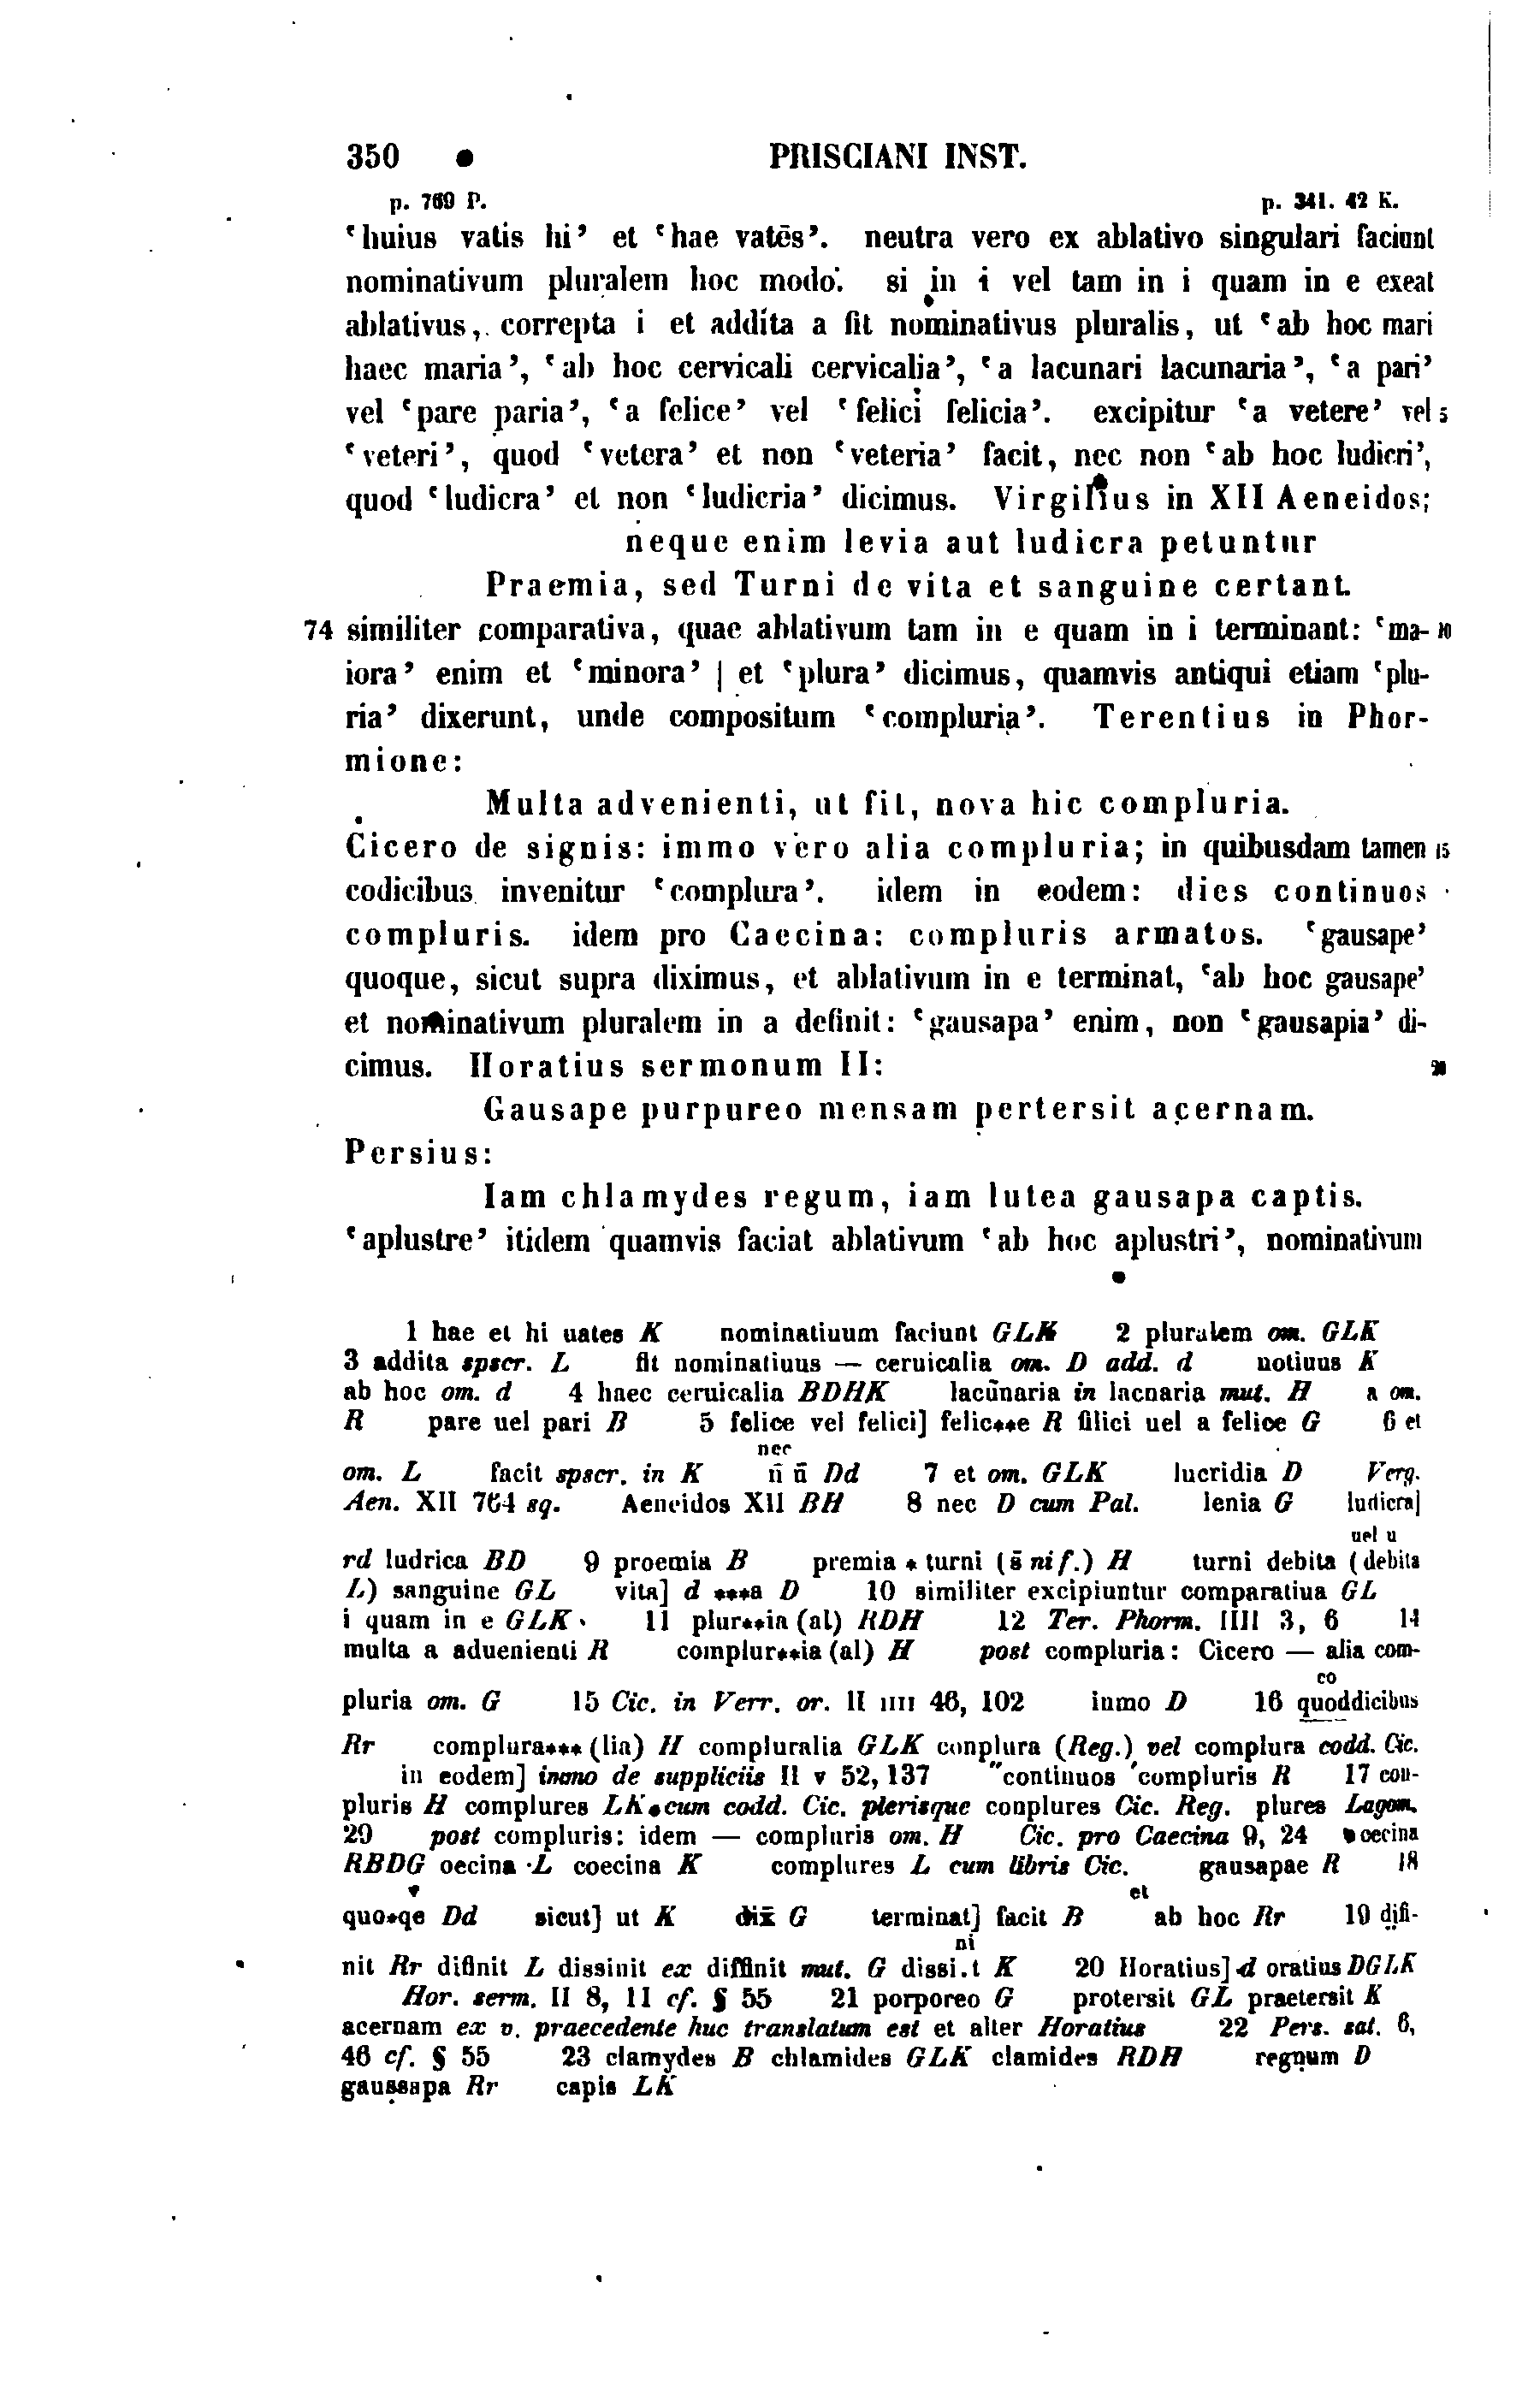 350 PRISCIANI INST.
p. 769 P. p. 341. 42 K.
‘huius vatis hi’ et ‘hae vatēs’. neutra vero ex ablativo singulari faciunt
nominativum pluralem hoc modo. si in i vel tam in i quam in e exeat
ablativus, correpta i et addita a fit nominativus pluralis, ut ‘ab hoc mari
haec maria’, ‘ab hoc cervicali cervicalia’, ‘a lacunari lacunaria’, ‘a pari’
vel ‘pare paria’, ‘a felice’ vel ‘felici felicia’. excipitur ‘a vetere’ vel 5
‘veteri’, quod ‘vetera’ et non ‘veteria’ facit, nec non ‘ab hoc ludicri’,
quod ‘ludicra’ et non ‘ludicria’ dicimus. Virgilius in XII Aeneidos:
neque enim levia aut ludicra petuntur
Praemia, sed Turni de vita et sanguine certant.
74 similiter comparativa, quae ablativum tam in e quam in i terminant: ‘ma- 10
iora’ enim et ‘minora’ | et ‘plura’ dicimus, quamvis antiqui etiam ‘plu-
ria’ dixerunt, unde compositum ‘compluria’. Terentius in Phor-
mione:
Multa advenienti, ut fit, nova hic compluria.
Cicero de signis: immo vero alia compluria; in quibusdam tamen 15
codicibus invenitur ‘complura’. idem in eodem: dies continuos
compluris. idem pro Caecina: compluris armatos. ‘gausape’
quoque, sicut supra diximus, et ablativum in e terminat, ‘ab hoc gausape’
et nominativum pluralem in a definit: ‘gausapa’ enim, non ‘gausapia’ di-
cimus. Horatius sermonum II: 20
Gausape purpureo mensam pertersit acernam.
Persius:
Iam chlamydes regum, iam lutea gausapa captis.
‘aplustre’ itidem quamvis faciat ablativum ‘ab hoc aplustri’, nominativum
1 hae et hi uates K nominatiuum faciunt GLK 2 pluralem om. GLK
3 addita spscr. L fit nominatiuus — ceruicalia om. D add. d notiuus K
ab hoc om. d 4 haec ceruicalia BDHK lacūnaria in lacnaria mut. H a om.
R pare uel pari B 5 felice vel felici] felic**e R filici uel a felice G 6 et
nec
om. L facit spscr. in K n̄ n̄ Dd 7 et om. GLK lucridia D Verg.
Aen. XII 764 sq. Aeneidos XII BH 8 nec D cum Pal. lenia G ludicra]
uel u
rd ludrica BD 9 proemia B premia * turni (s̄ ni f.) H turni debita (debita
L) sanguine GL vita] d ***a D 10 similiter excipiuntur comparatiua GL
i quam in e GLK 11 plur**ia (al) RDH 12 Ter. Phorm. IIII 3, 6 14
multa a aduenienti R complur**ia (al) H post compluria: Cicero — alia com-
co
pluria om. G 15 Cic. in Verr. or. II IIII 46, 102 inmo D 16 quoddicibus
Rr complura*** (lia) H compluralia GLK conplura (Reg.) vel complura codd. Cic.
in eodem] inmo de suppliciis II v 52, 137 "continuos 'compluris R 17 con-
pluris H complures LK cum codd. Cic. plerisque conplures Cic. Reg. plures Lagom.
29 post compluris: idem — compluris om. H Cic. pro Caecina 9, 24 oecina
RBDG oecina L coecina K complures L cum libris Cic. gausapae R 18
et
quo*qe Dd sicut] ut K dix̄ G terminat] facit B ab hoc Rr 19 difi-
ni
nit Rr difinit L dissinit ex diffinit mut. G dissi.t K 20 Horatius] d oratius DGLK
Hor. serm. II 8, 11 cf. § 55 21 porporeo G protersit GL praetersit K
acernam ex v. praecedente huc translatum est et alter Horatius 22 Pers. sat. 6,
46 cf. § 55 23 clamydes B chlamides GLK clamides RDH regnum D
gaussapa Rr capis LK